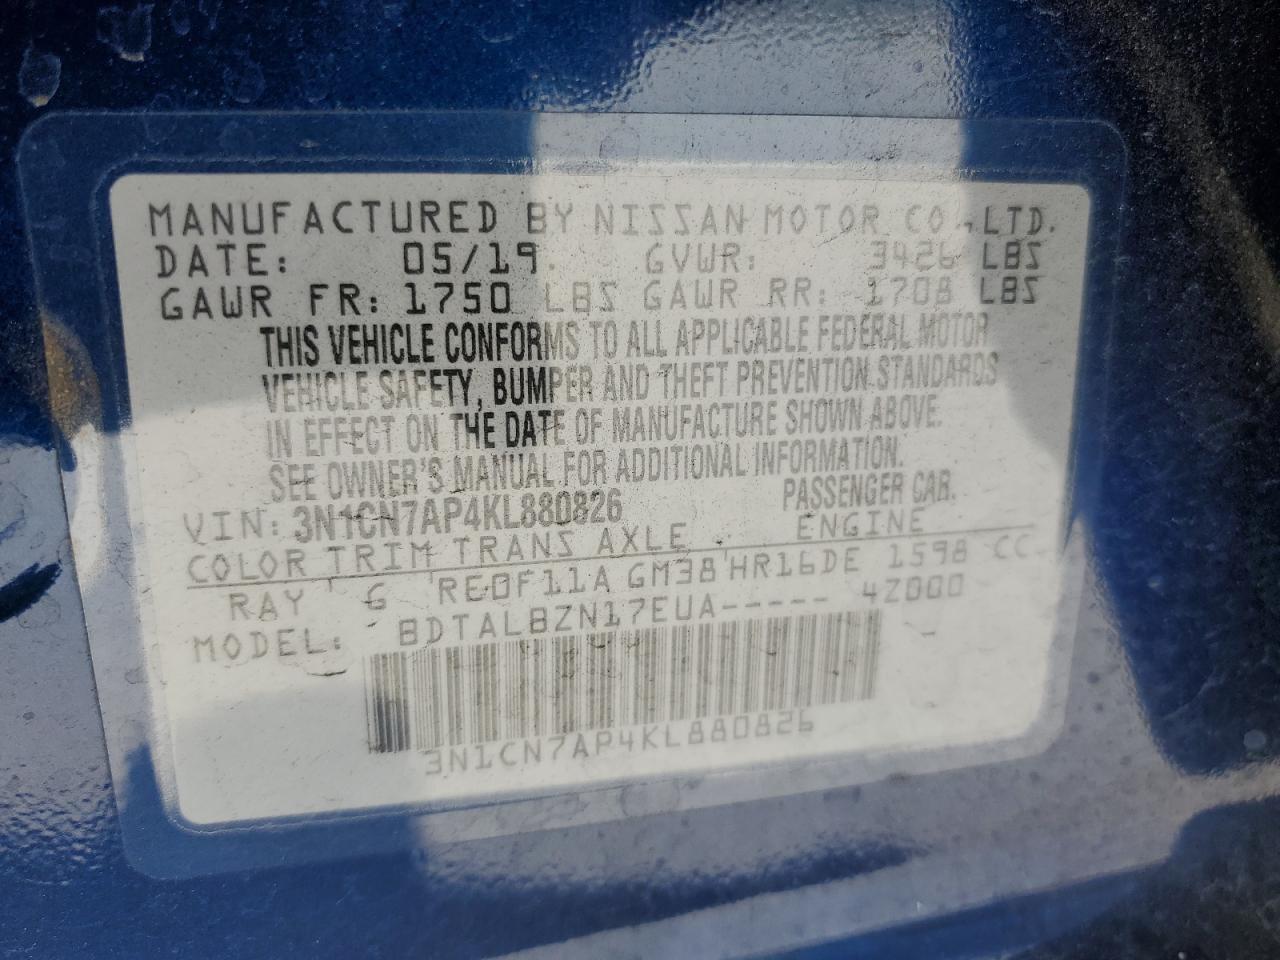 MANUFACTURED BY NISSAN MOTOR CO.,LTD.
DATE: 05/19 GVWR: 3426 LBS
GAWR FR: 1750 LBS GAWR RR: 1708 LBS
THIS VEHICLE CONFORMS TO ALL APPLICABLE FEDERAL MOTOR
VEHICLE SAFETY, BUMPER AND THEFT PREVENTION STANDARDS
IN EFFECT ON THE DATE OF MANUFACTURE SHOWN ABOVE.
SEE OWNER'S MANUAL FOR ADDITIONAL INFORMATION.
VIN: 3N1CN7AP4KL880826 PASSENGER CAR.
COLOR TRIM TRANS AXLE ENGINE
RAY G RE0F11A GM38 HR16DE 1598 CC
MODEL: BDTALBZN17EUA----- 4Z000
3N1CN7AP4KL880826